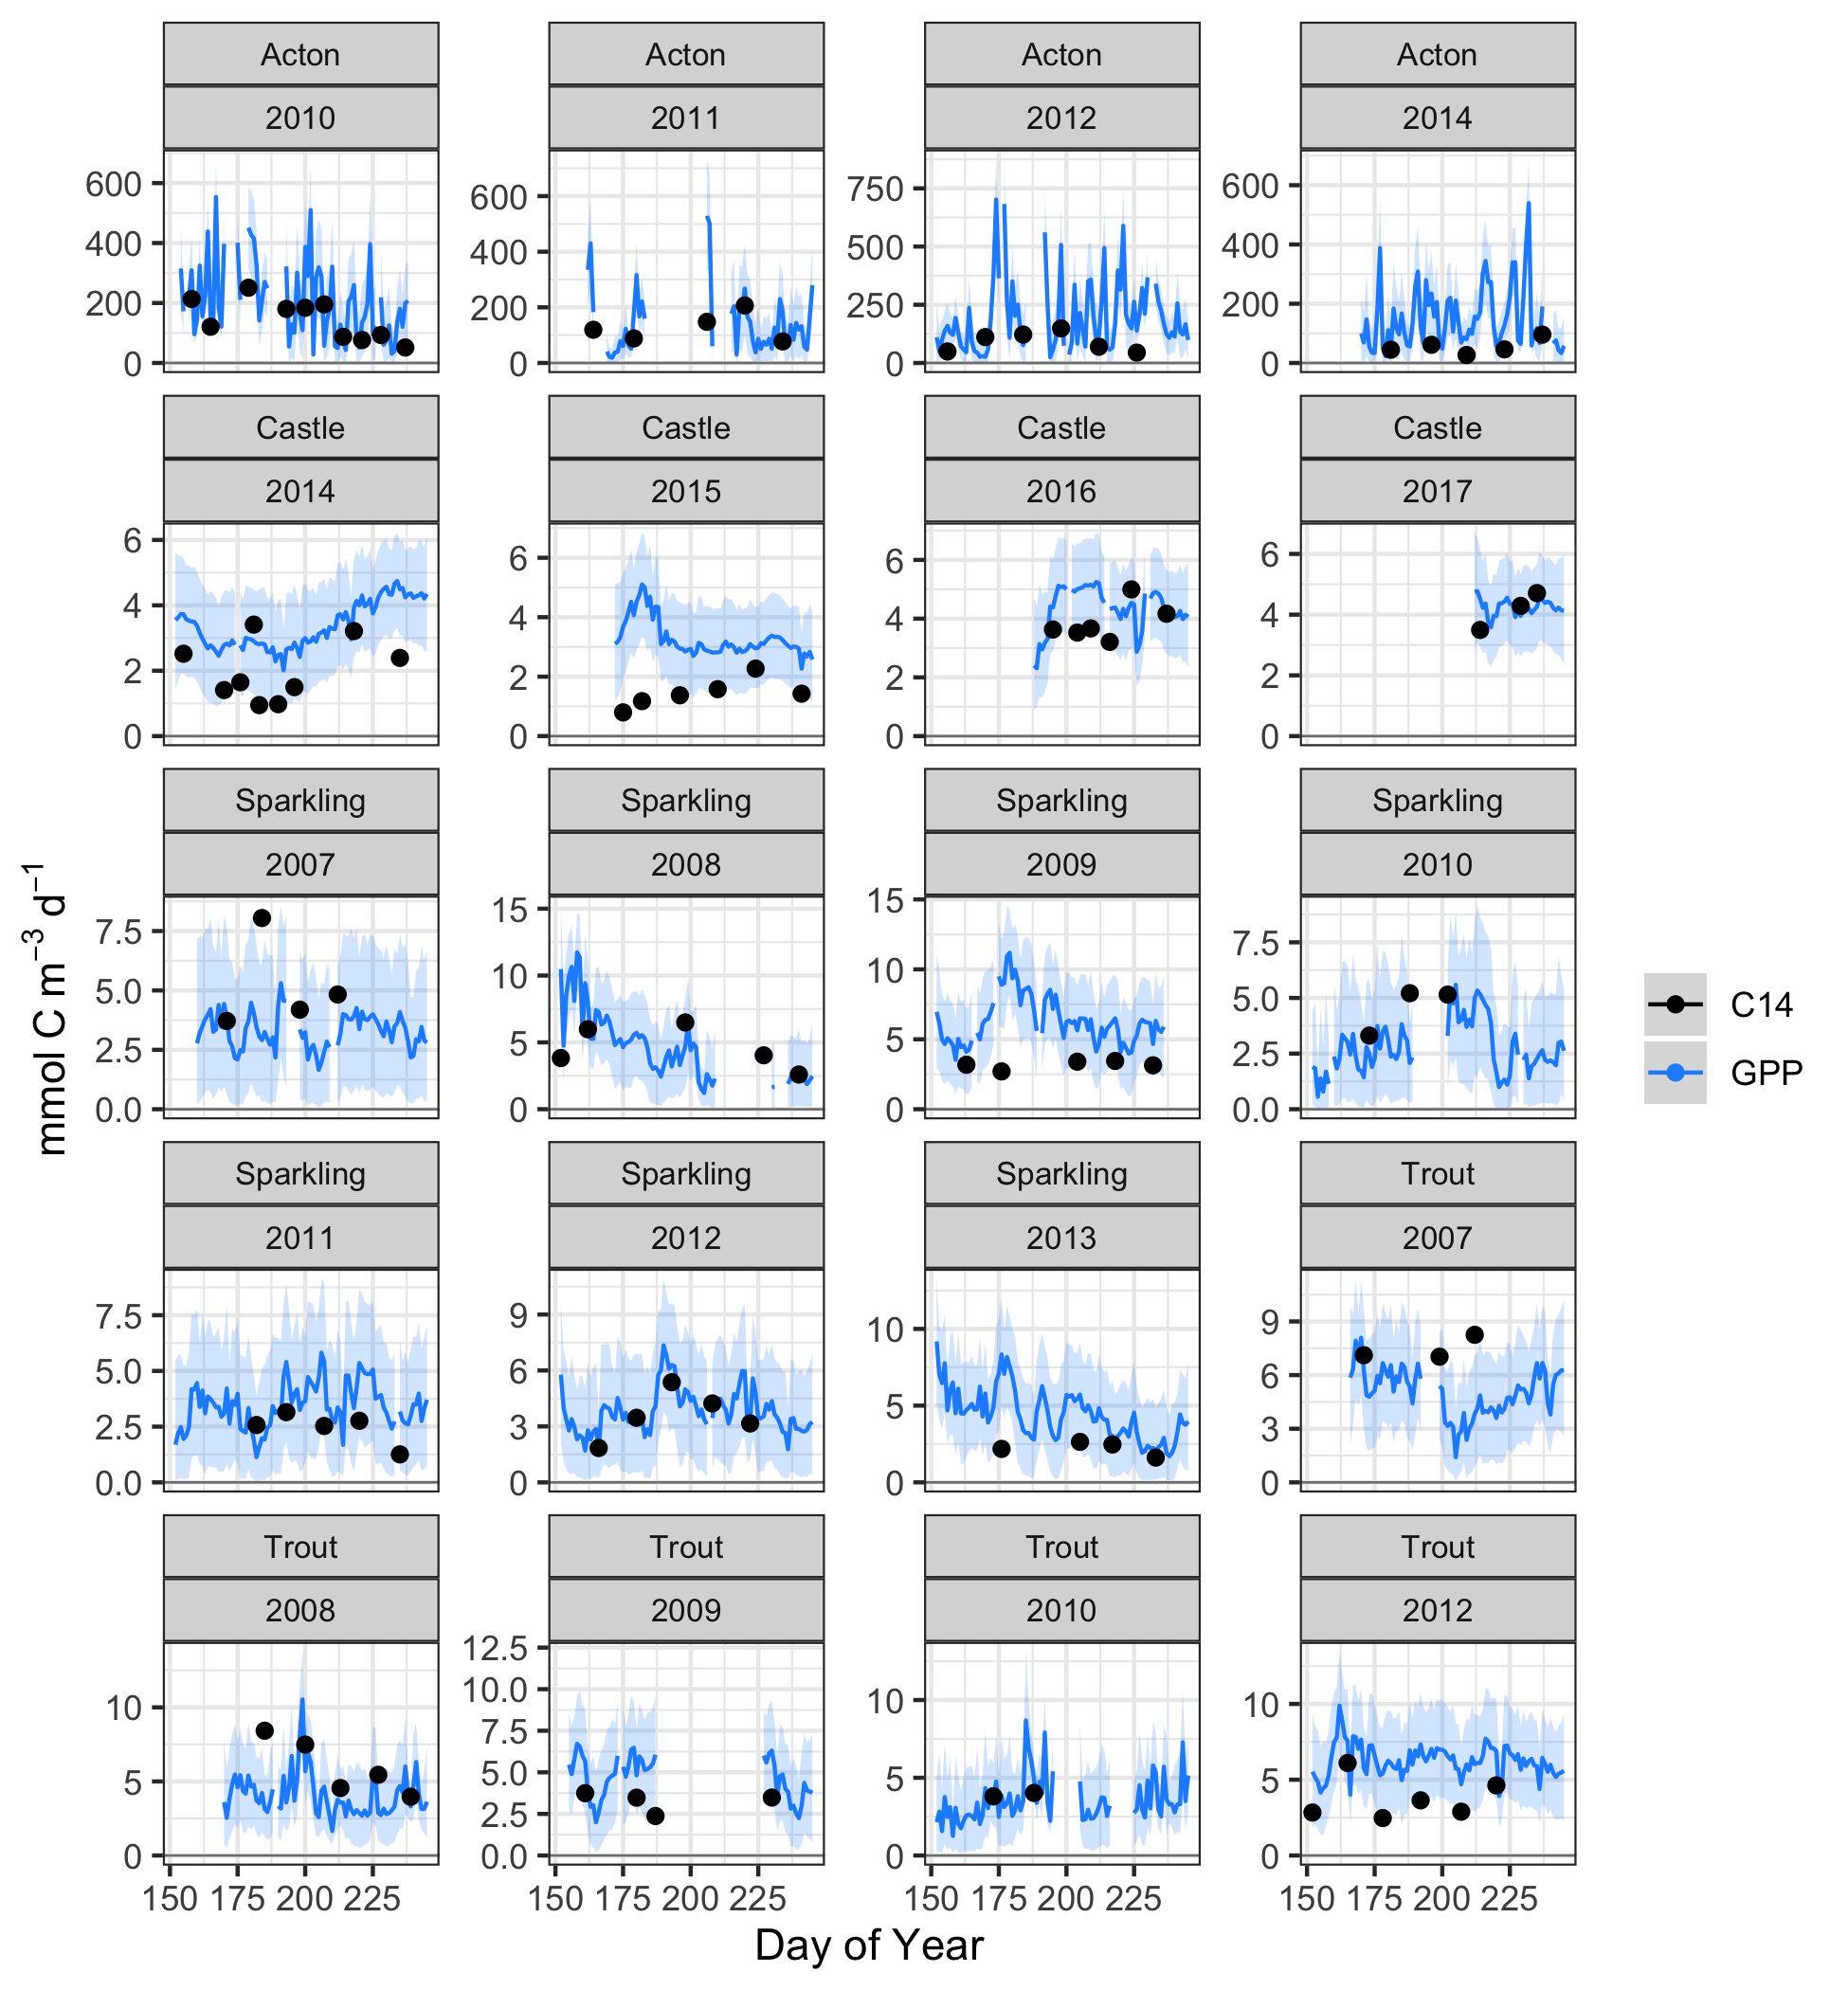 Acton Acton Acton Acton
2010 2011 2012 2014
600 400 200 0
600 400 200 0
750 500 250 0
600 400 200 0
Castle Castle Castle Castle
2014 2015 2016 2017
6 4 2 0
6 4 2 0
6 4 2 0
6 4 2 0
Sparkling Sparkling Sparkling Sparkling
2007 2008 2009 2010
7.5 5.0 2.5 0.0
15 10 5 0
15 10 5 0
7.5 5.0 2.5 0.0
Sparkling Sparkling Sparkling Trout
2011 2012 2013 2007
7.5 5.0 2.5 0.0
9 6 3 0
10 5 0
9 6 3 0
Trout Trout Trout Trout
2008 2009 2010 2012
10 5 0
12.5 10.0 7.5 5.0 2.5 0.0
10 5 0
10 5 0
150 175 200 225 150 175 200 225 150 175 200 225 150 175 200 225
Day of Year
mmol C m⁻³ d⁻¹
C14
GPP